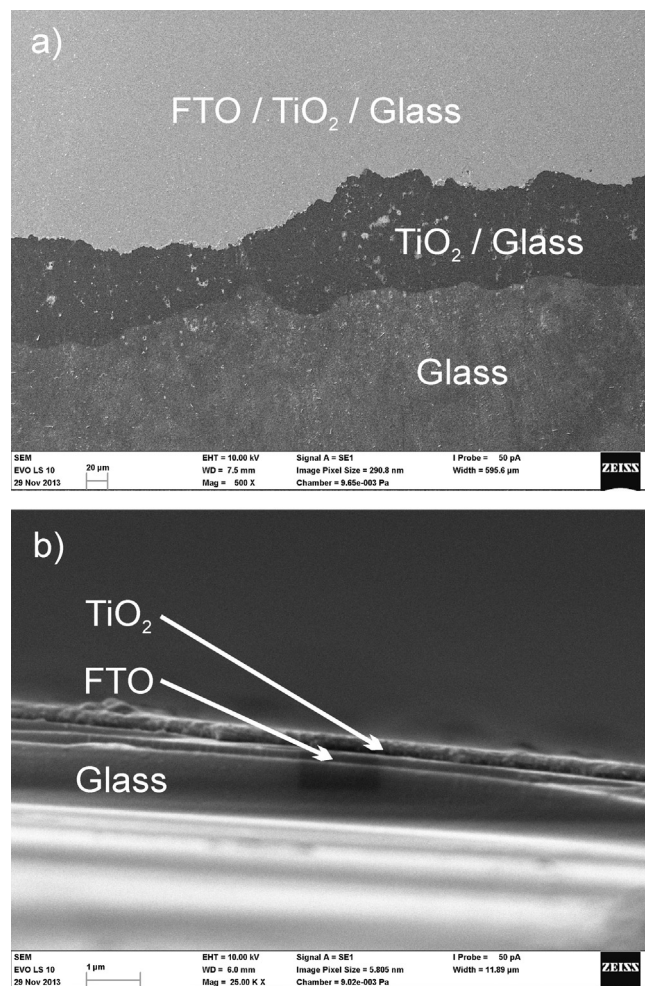 a)
FTO / TiO₂ / Glass
TiO₂ / Glass
Glass
SEM
EVO LS 10
29 Nov 2013
20 µm
EHT = 10.00 kV
WD = 7.5 mm
Mag = 500 X
Signal A = SE1
Image Pixel Size = 290.8 nm
Chamber = 9.65e-003 Pa
I Probe = 50 pA
Width = 595.6 µm
ZEISS
b)
TiO₂
FTO
Glass
SEM
EVO LS 10
29 Nov 2013
1 µm
EHT = 10.00 kV
WD = 6.0 mm
Mag = 25.00 K X
Signal A = SE1
Image Pixel Size = 5.805 nm
Chamber = 9.02e-003 Pa
I Probe = 50 pA
Width = 11.89 µm
ZEISS